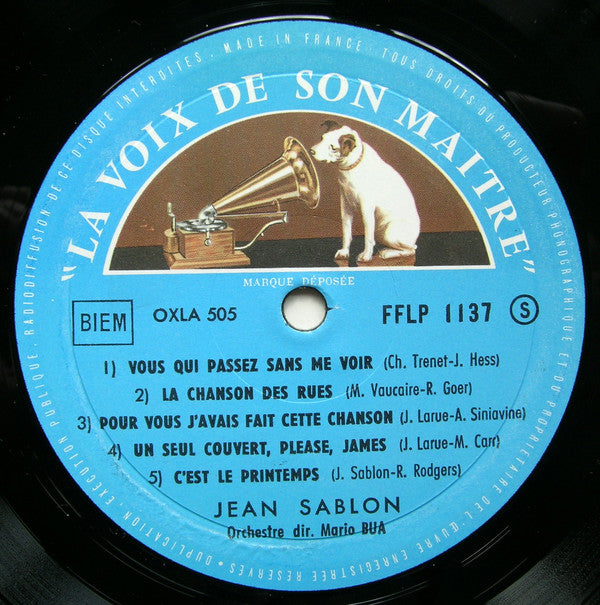 MADE IN FRANCE · TOUS DROITS DU PRODUCTEUR PHONOGRAPHIQUE ET DU PROPRIETAIRE DE L'ŒUVRE ENREGISTREE RESERVES · DUPLICATION, EXECUTION PUBLIQUE, RADIODIFFUSION DE CE DISQUE INTERDITES ·
"LA VOIX DE SON MAITRE"
MARQUE DÉPOSÉE
BIEM OXLA 505 FFLP 1137 S
1) VOUS QUI PASSEZ SANS ME VOIR (Ch. Trenet-J. Hess)
2) LA CHANSON DES RUES (M. Vaucaire-R. Goer)
3) POUR VOUS J'AVAIS FAIT CETTE CHANSON (J. Larue-A. Siniavine)
4) UN SEUL COUVERT, PLEASE, JAMES (J. Larue-M. Carr)
5) C'EST LE PRINTEMPS (J. Sablon-R. Rodgers)
JEAN SABLON
Orchestre dir. Mario BUA